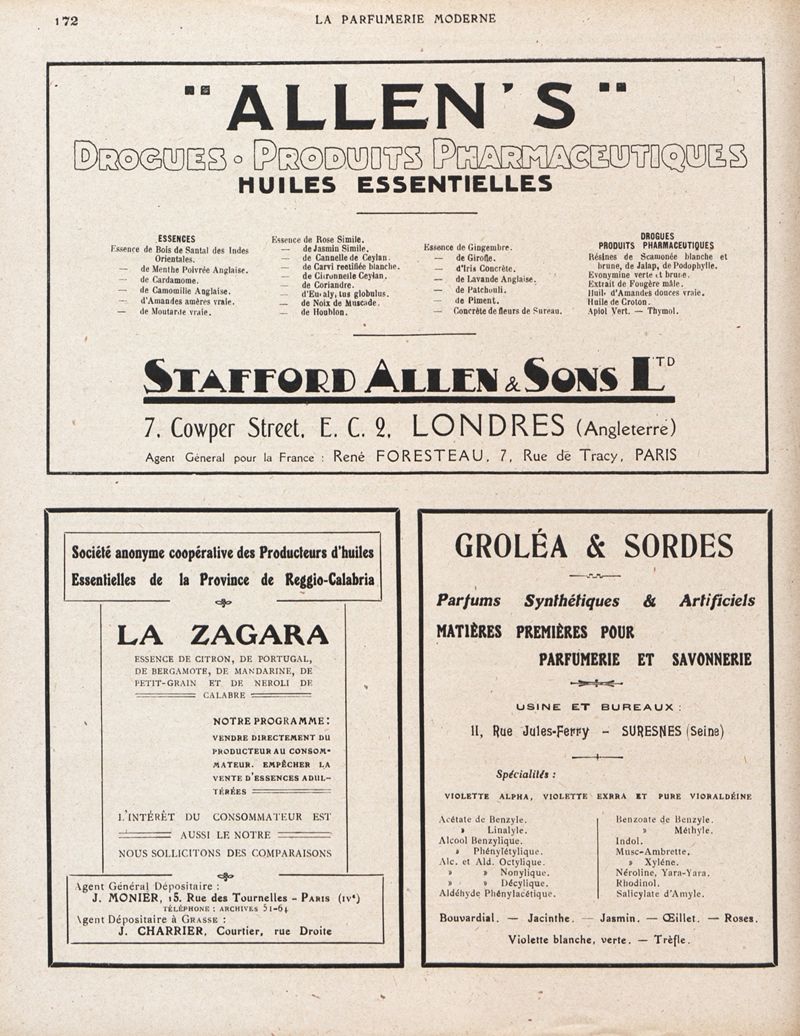 172
LA PARFUMERIE MODERNE
"ALLEN'S"
DROGUES • PRODUITS PHARMACEUTIQUES
HUILES ESSENTIELLES
ESSENCES
Essence de Bois de Santal des Indes
Orientales.
— de Menthe Poivrée Anglaise.
— de Cardamome.
— de Camomille Anglaise.
— d'Amandes amères vraie.
— de Moutarde vraie.
Essence de Rose Simile.
— de Jasmin Simile.
— de Cannelle de Ceylan.
— de Carvi rectifiée blanche.
— de Citronnelle Ceylan.
— de Coriandre.
— d'Eucalyptus globulus.
— de Noix de Muscade.
— de Houblon.
Essence de Gingembre.
— de Girofle.
— d'Iris Concrète.
— de Lavande Anglaise.
— de Patchouli.
— de Piment.
— Concrète de fleurs de Sureau.
DROGUES
PRODUITS PHARMACEUTIQUES
Résines de Scamonée blanche et
brune, de Jalap, de Podophylle.
Evonymine verte et brune.
Extrait de Fougère mâle.
Huile d'Amandes douces vraie.
Huile de Croton.
Apiol Vert. — Thymol.
STAFFORD ALLEN & SONS LTD
7, Cowper Street, E. C. 2, LONDRES (Angleterre)
Agent Général pour la France : René FORESTEAU, 7, Rue de Tracy, PARIS
Société anonyme coopérative des Producteurs d'huiles
Essentielles de la Province de Reggio-Calabria
LA ZAGARA
ESSENCE DE CITRON, DE PORTUGAL,
DE BERGAMOTE, DE MANDARINE, DE
PETIT-GRAIN ET DE NEROLI DE
CALABRE
NOTRE PROGRAMME :
VENDRE DIRECTEMENT DU
PRODUCTEUR AU CONSOM-
MATEUR. EMPÊCHER LA
VENTE D'ESSENCES ADUL-
TÉRÉES
L'INTÉRÊT DU CONSOMMATEUR EST
AUSSI LE NOTRE
NOUS SOLLICITONS DES COMPARAISONS
Agent Général Dépositaire :
J. MONIER, 15, Rue des Tournelles - PARIS (IVe)
TÉLÉPHONE : ARCHIVES 51-64
Agent Dépositaire à GRASSE :
J. CHARRIER, Courtier, rue Droite
GROLÉA & SORDES
Parfums Synthétiques & Artificiels
MATIÈRES PREMIÈRES POUR
PARFUMERIE ET SAVONNERIE
USINE ET BUREAUX :
11, Rue Jules-Ferry - SURESNES (Seine)
Spécialités :
VIOLETTE ALPHA, VIOLETTE EXRRA ET PURE VIORALDÉINE
Acétate de Benzyle.
» Linalyle.
Alcool Benzylique.
» Phényléthylique.
Alc. et Ald. Octylique.
» » Nonylique.
» » Décylique.
Aldéhyde Phénylacétique.
Benzoate de Benzyle.
» Méthyle.
Indol.
Musc-Ambrette.
» Xylène.
Néroline, Yara-Yara.
Rhodinol.
Salicylate d'Amyle.
Bouvardial. — Jacinthe. — Jasmin. — Œillet. — Roses.
Violette blanche, verte. — Trèfle.